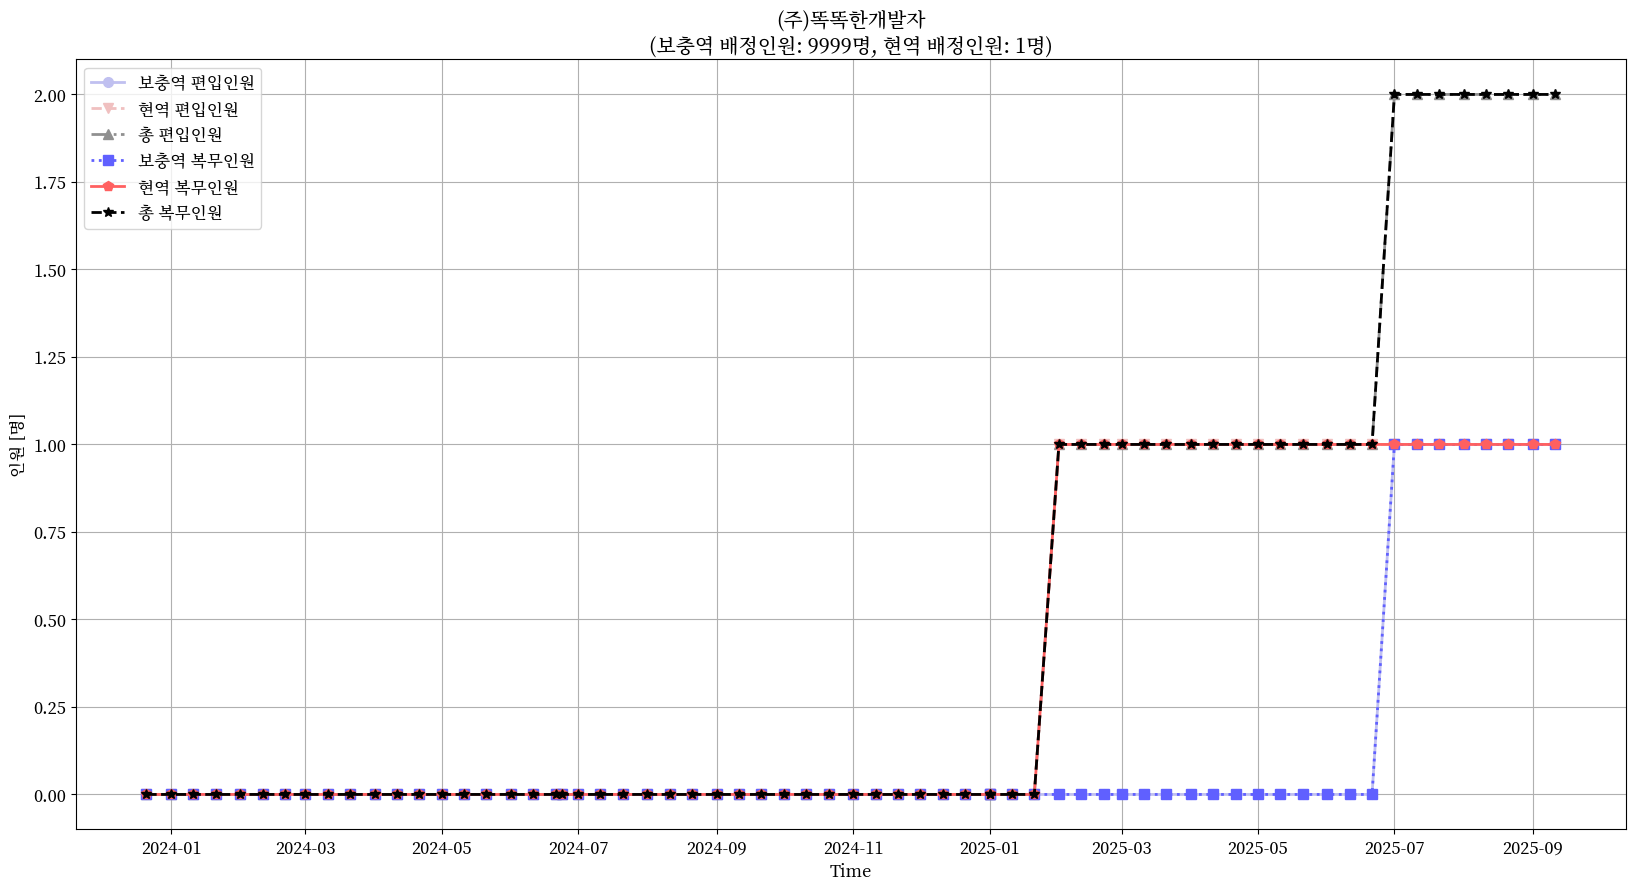 (주)똑똑한개발자
(보충역 배정인원: 9999명, 현역 배정인원: 1명)
보충역 편입인원
현역 편입인원
총 편입인원
보충역 복무인원
현역 복무인원
총 복무인원
2.00
1.75
1.50
1.25
1.00
0.75
0.50
0.25
0.00
인원 [명]
2024-01 2024-03 2024-05 2024-07 2024-09 2024-11 2025-01 2025-03 2025-05 2025-07 2025-09
Time